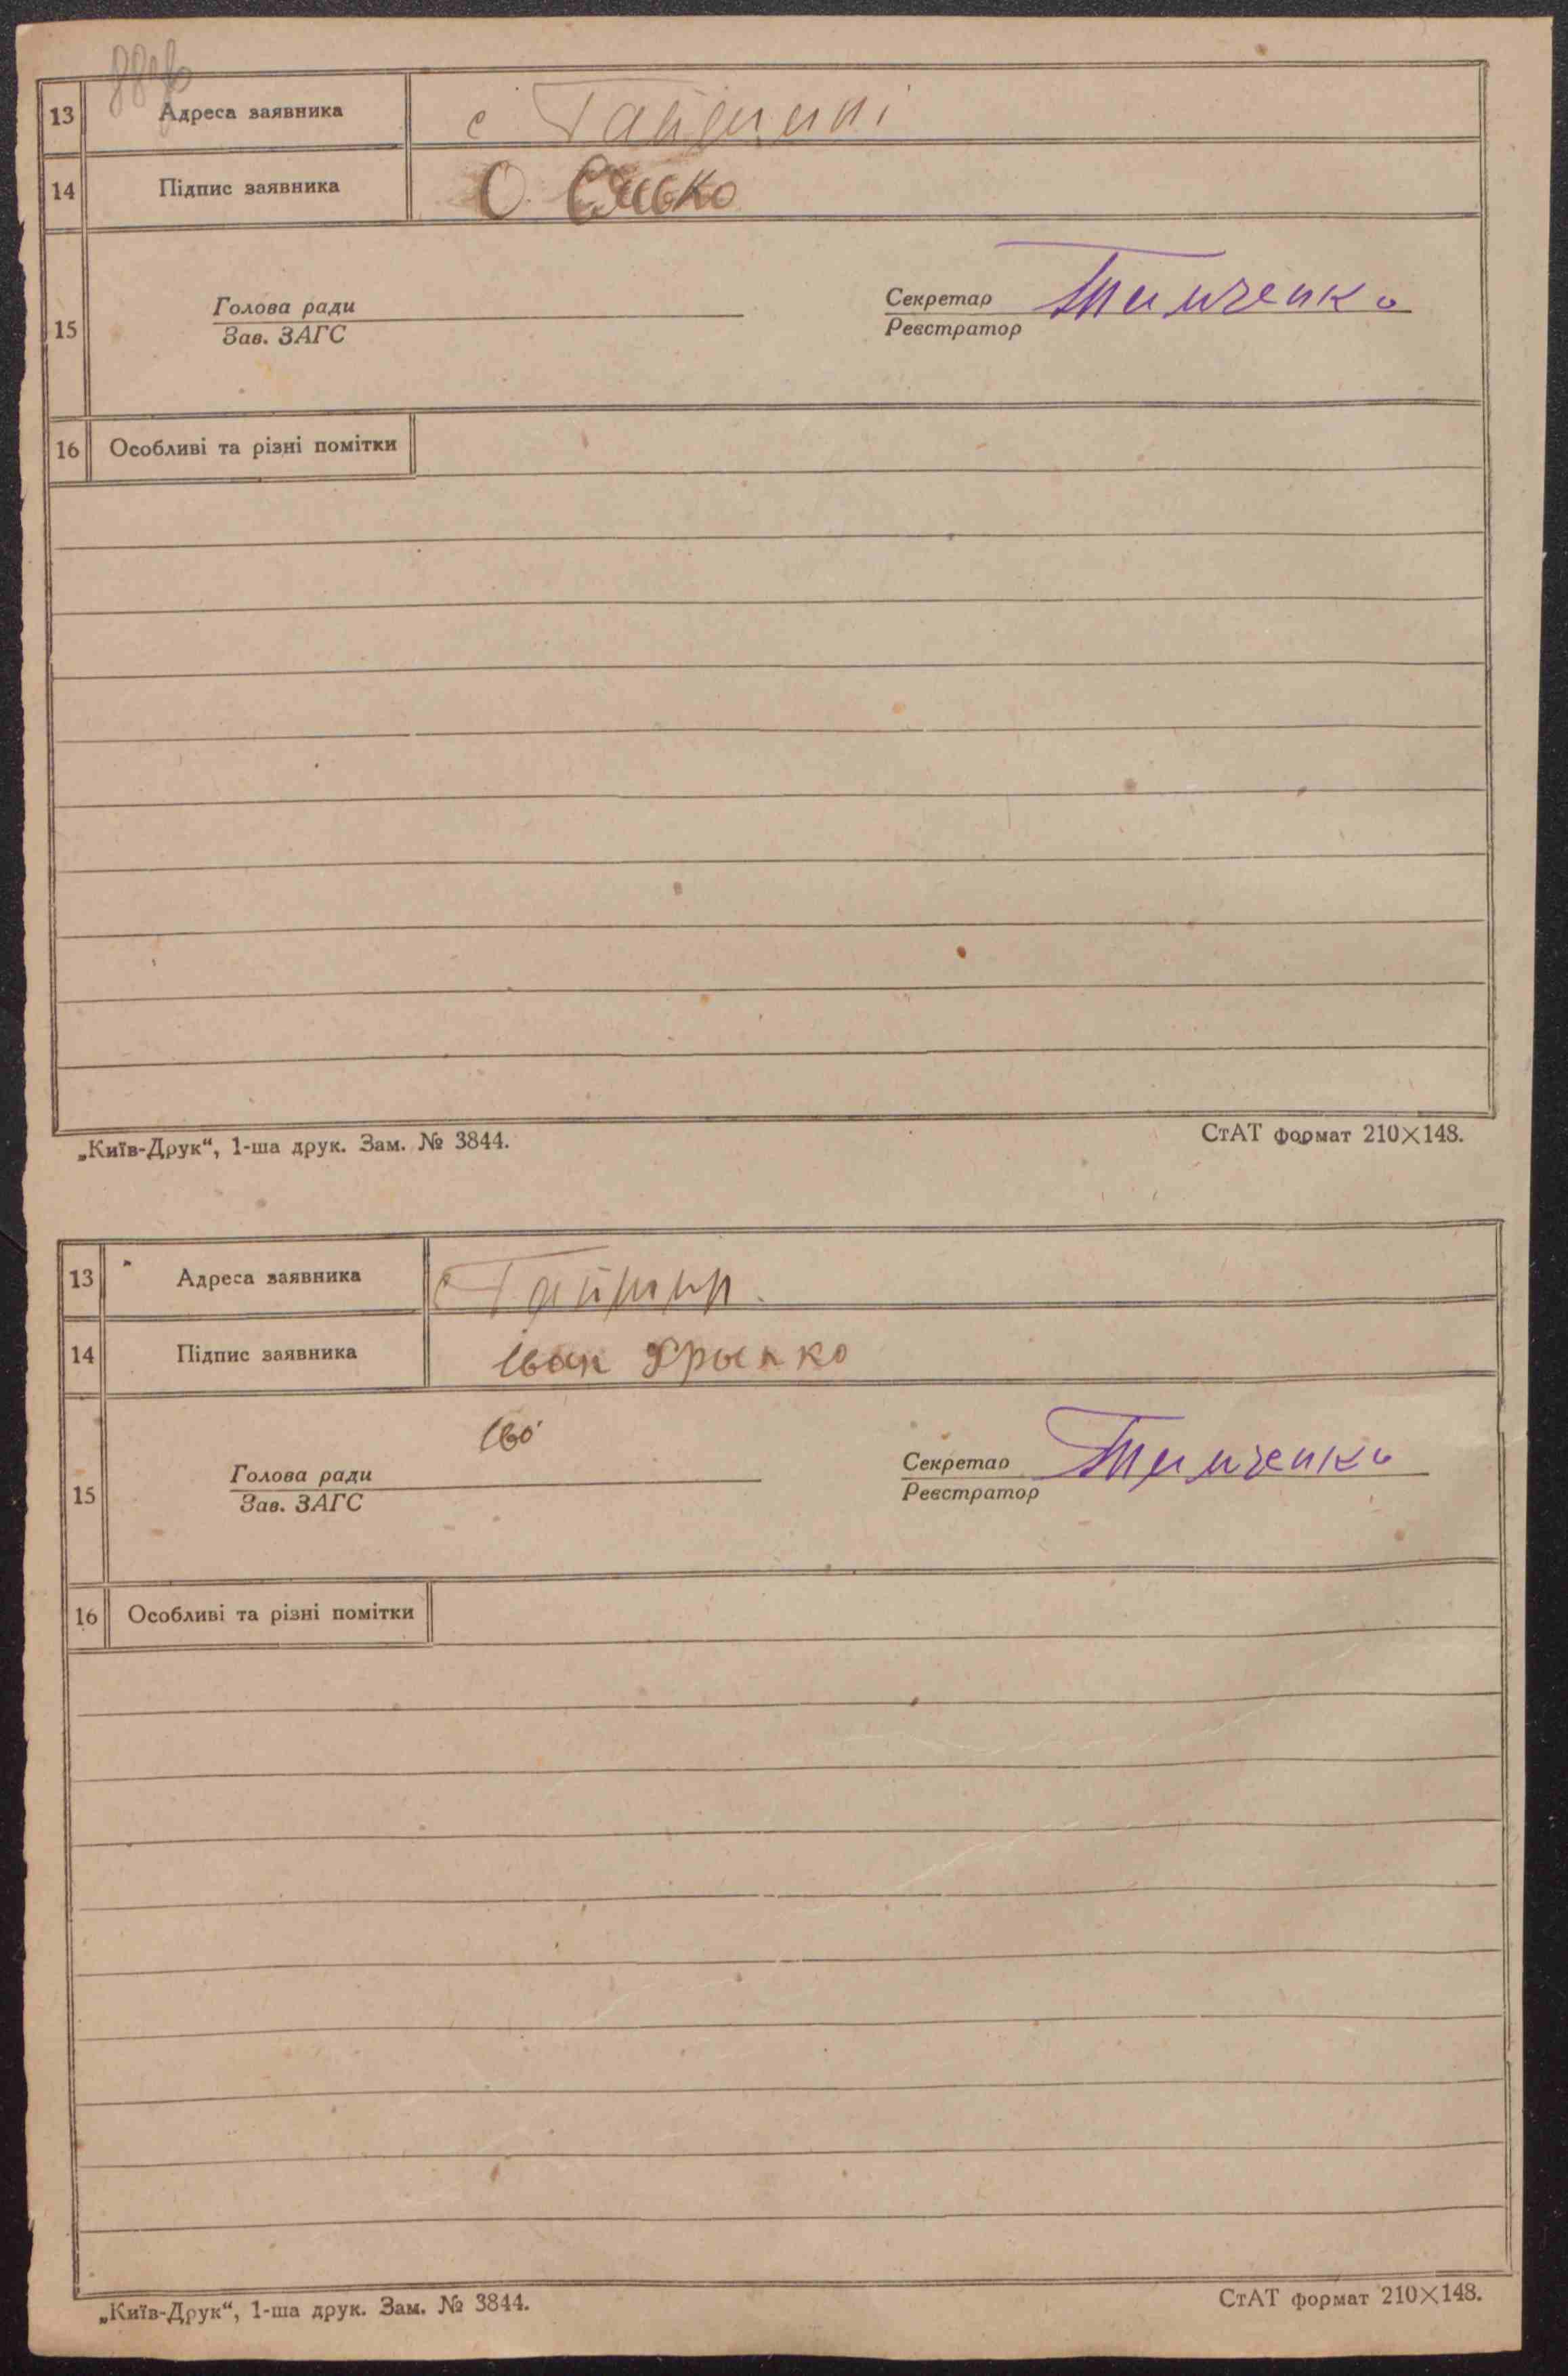 13 Адреса заявника с
14 Підпис заявника О.
15 Голова ради Секретар Тимченко
Зав. ЗАГС Реєстратор
16 Особливі та різні помітки
„Київ-Друк“, 1-ша друк. Зам. № 3844. СтАТ формат 210×148.
13 Адреса заявника с
14 Підпис заявника Іван
15 Голова ради Секретар Тимченко
Зав. ЗАГС Реєстратор
16 Особливі та різні помітки
„Київ-Друк“, 1-ша друк. Зам. № 3844. СтАТ формат 210×148.